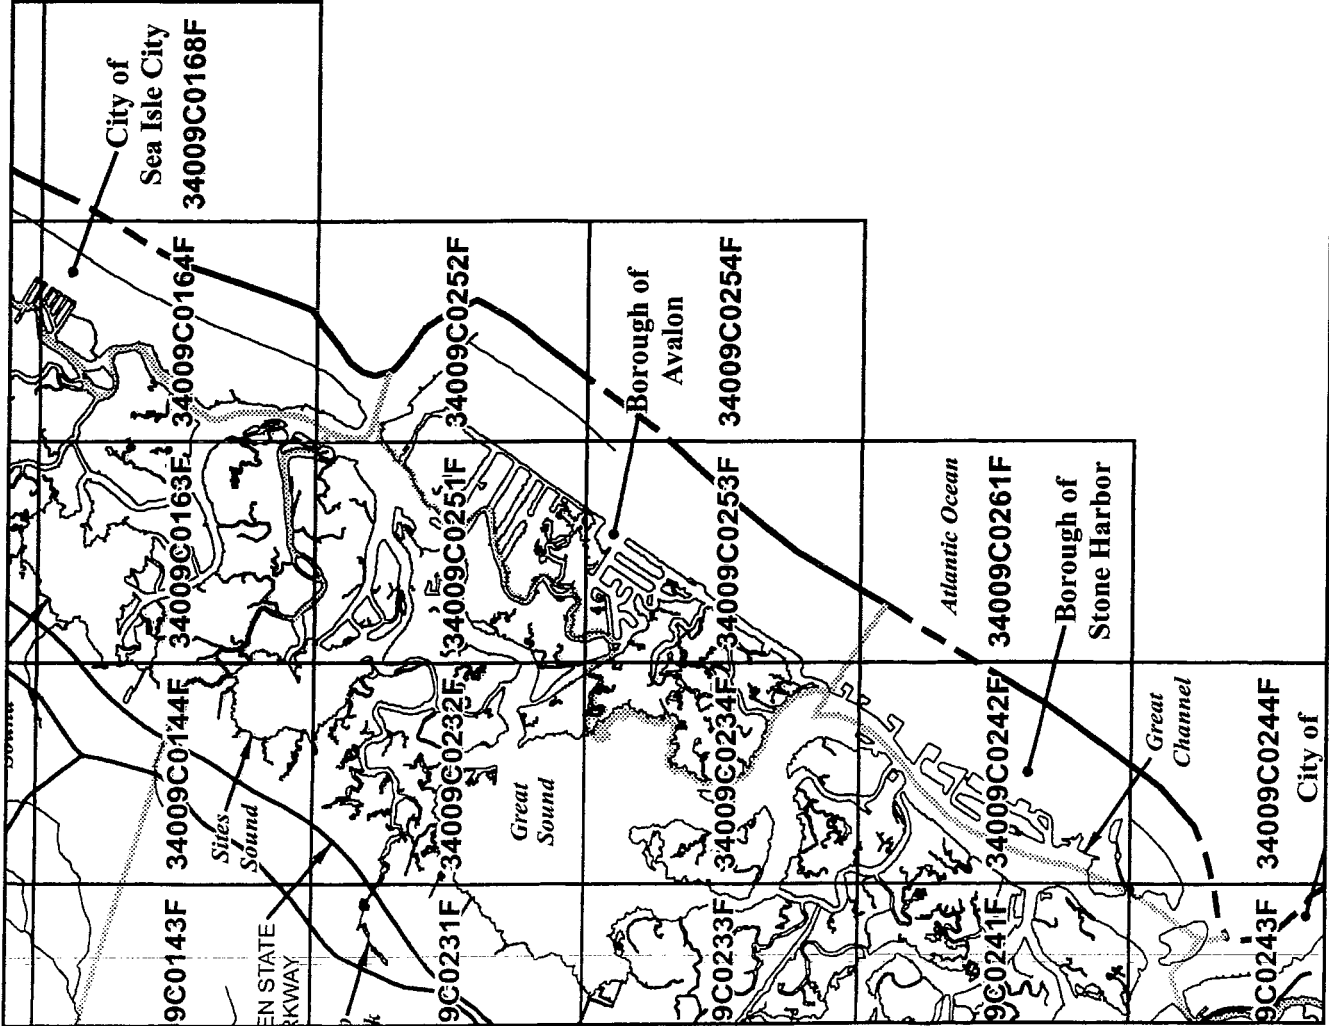 City of
Sea Isle City
34009C0168F
34009C0164F
34009C0252F
Borough of
Avalon
34009C0254F
34009C0163F
34009C0251F
34009C0253F
Atlantic Ocean
34009C0261F
Borough of
Stone Harbor
34009C0144F
Sites
Sound
34009C0232F
Great
Sound
34009C0234F
34009C0242F
Great
Channel
34009C0244F
City of
9C0143F
EN STATE
RKWAY
9C0231F
9C0233F
9C0241F
9C0243F